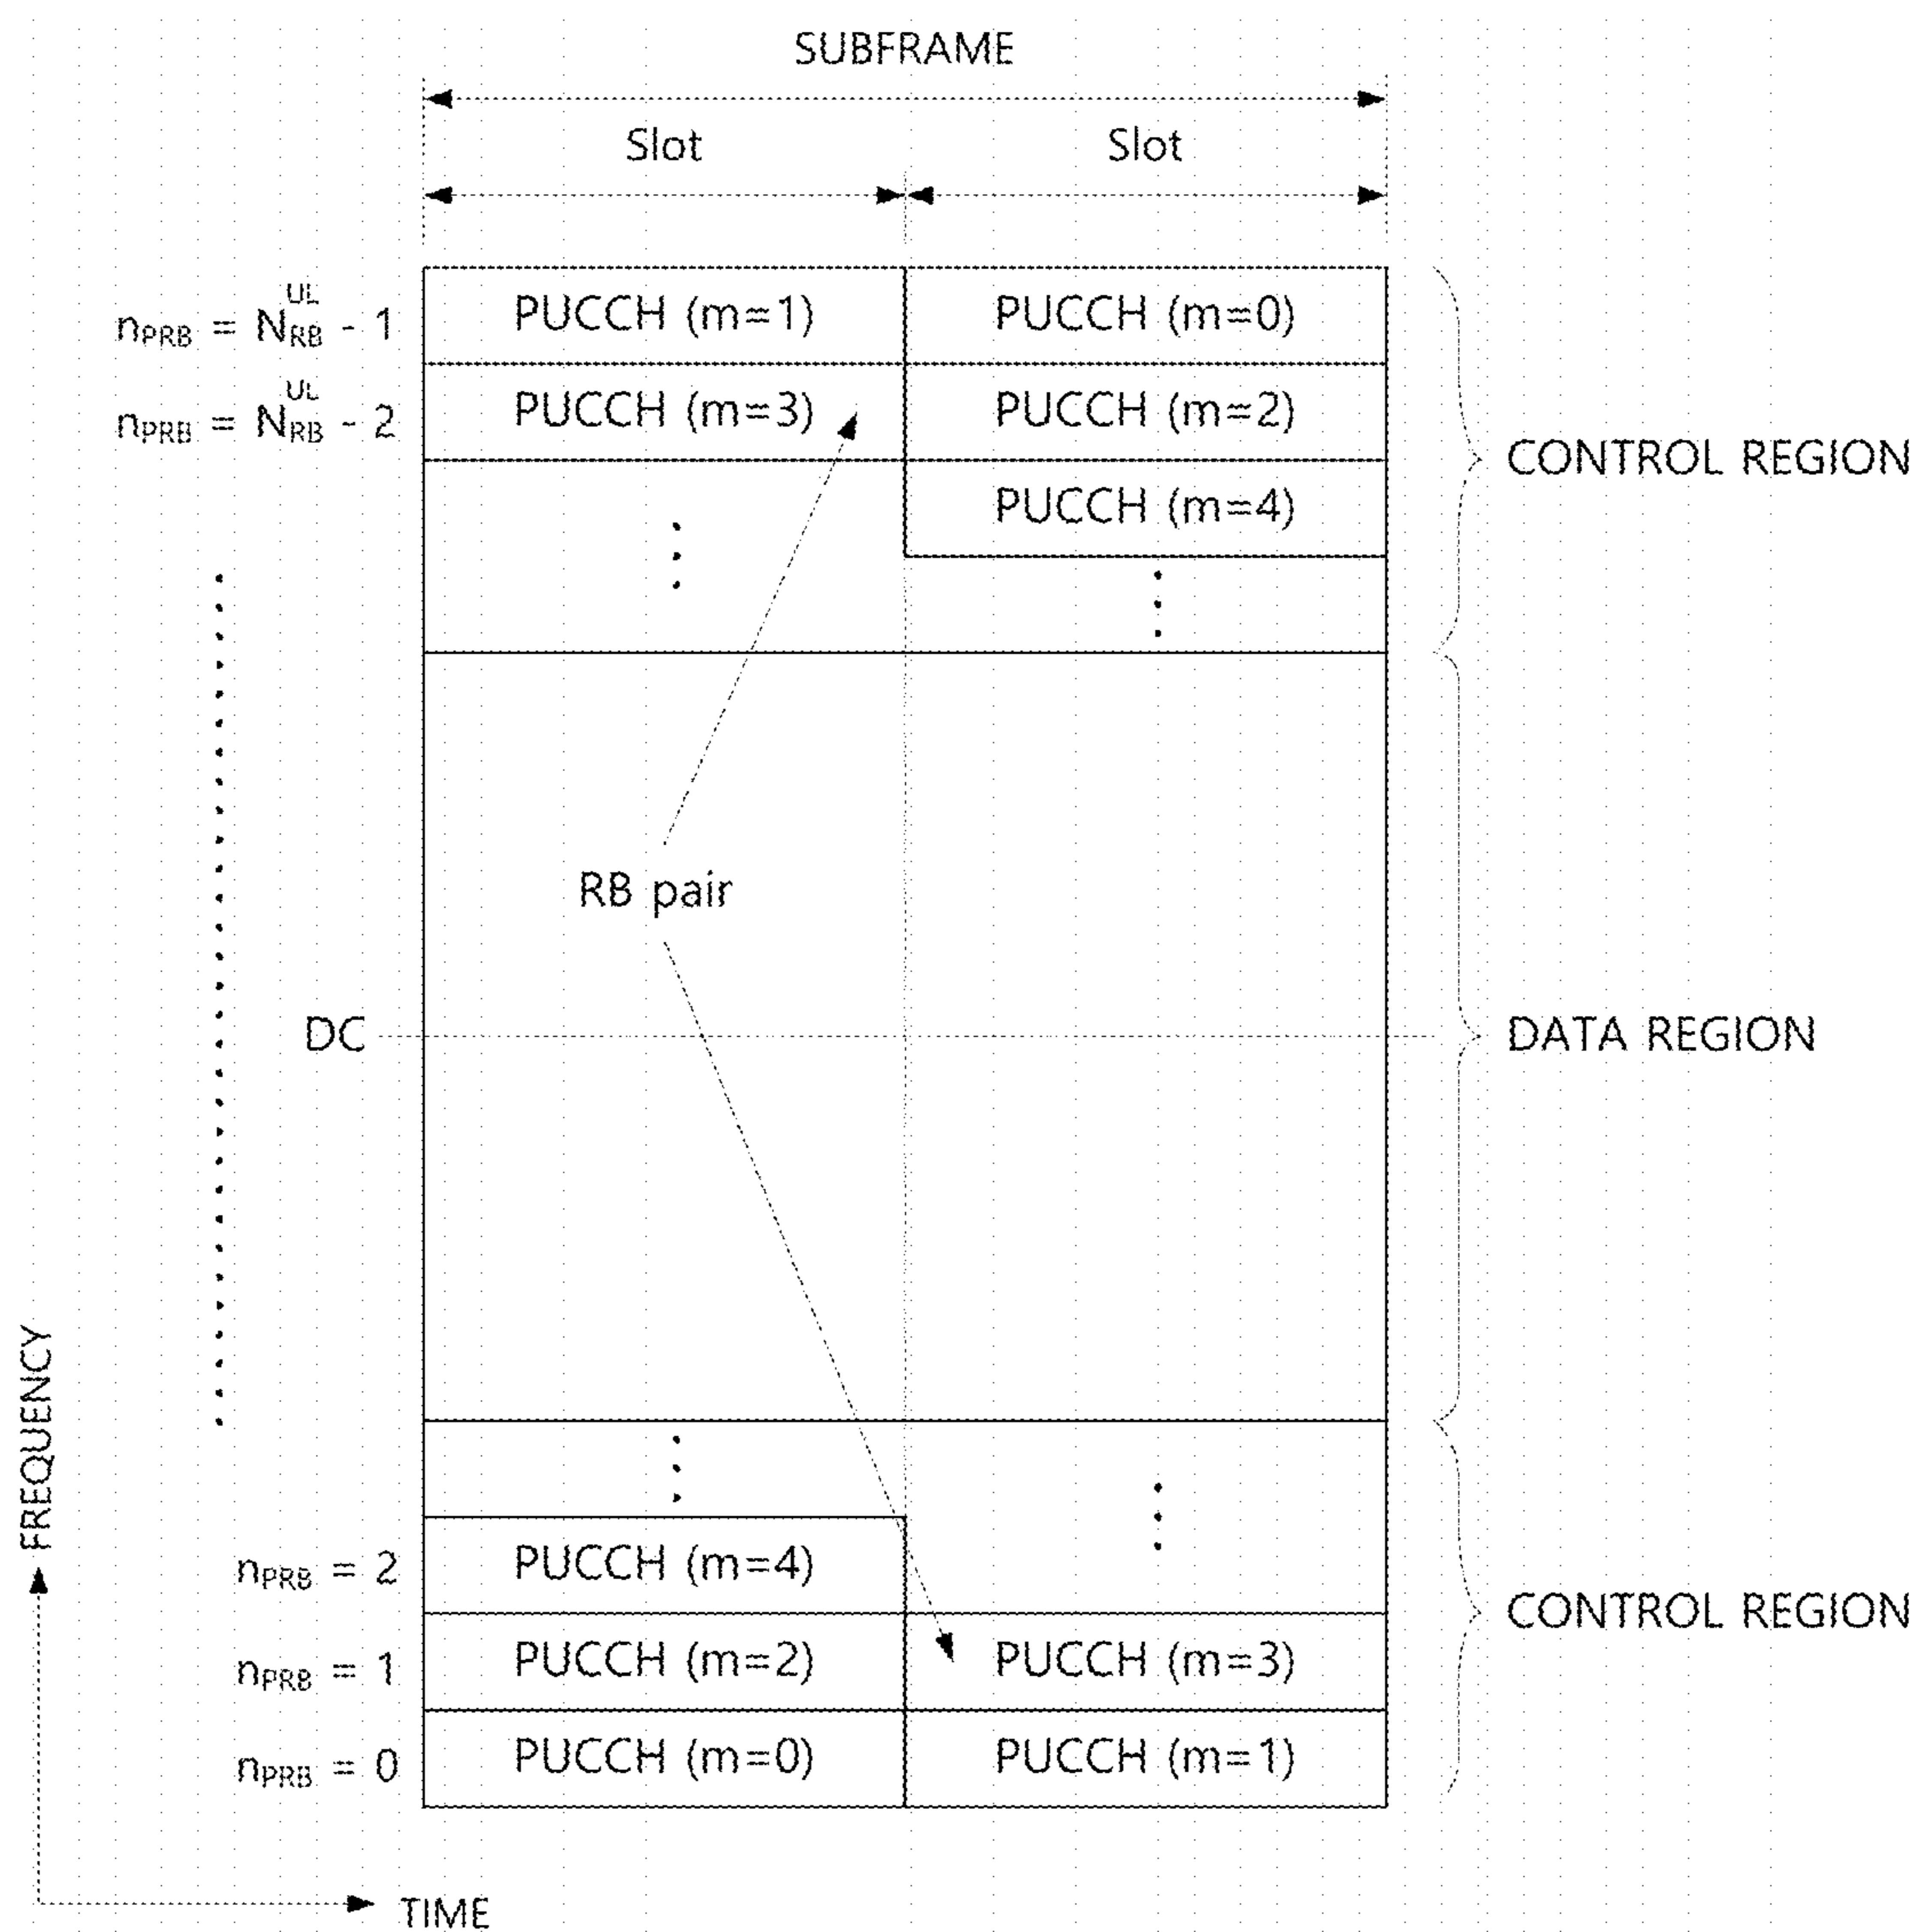 SUBFRAME
Slot Slot
nPRB = N UL RB - 1 PUCCH (m=1) PUCCH (m=0)
nPRB = N UL RB - 2 PUCCH (m=3) PUCCH (m=2)
CONTROL REGION
PUCCH (m=4)
RB pair
DC DATA REGION
FREQUENCY
nPRB = 2 PUCCH (m=4)
CONTROL REGION
nPRB = 1 PUCCH (m=2) PUCCH (m=3)
nPRB = 0 PUCCH (m=0) PUCCH (m=1)
TIME